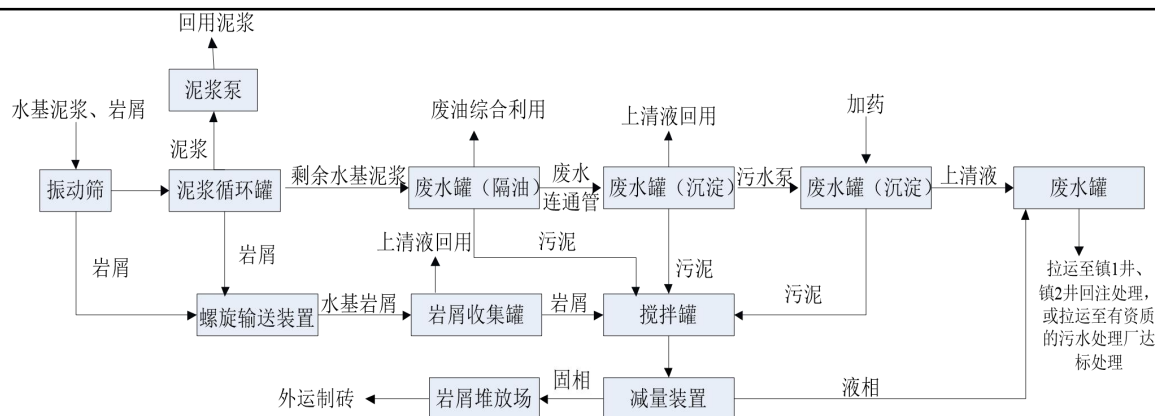 回用泥浆
泥浆泵
水基泥浆、岩屑
泥浆
废油综合利用
上清液回用
加药
振动筛
泥浆循环罐
剩余水基泥浆
废水罐（隔油）
废水
连通管
废水罐（沉淀）
污水泵
废水罐（沉淀）
上清液
废水罐
岩屑
岩屑
上清液回用
污泥
污泥
污泥
拉运至镇1井、
镇2井回注处理，
或拉运至有资质
的污水处理厂达
标处理
螺旋输送装置
水基岩屑
岩屑收集罐
岩屑
搅拌罐
外运制砖
岩屑堆放场
固相
减量装置
液相